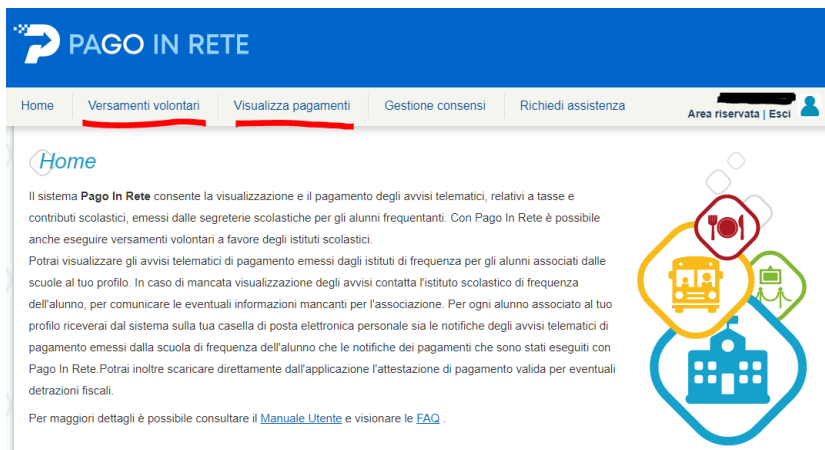 PAGO IN RETE
Home Versamenti volontari Visualizza pagamenti Gestione consensi Richiedi assistenza
Area riservata | Esci
Home
Il sistema Pago In Rete consente la visualizzazione e il pagamento degli avvisi telematici, relativi a tasse e
contributi scolastici, emessi dalle segreterie scolastiche per gli alunni frequentanti. Con Pago In Rete è possibile
anche eseguire versamenti volontari a favore degli istituti scolastici.
Potrai visualizzare gli avvisi telematici di pagamento emessi dagli istituti di frequenza per gli alunni associati dalle
scuole al tuo profilo. In caso di mancata visualizzazione degli avvisi contatta l'istituto scolastico di frequenza
dell'alunno, per comunicare le eventuali informazioni mancanti per l'associazione. Per ogni alunno associato al tuo
profilo riceverai dal sistema sulla tua casella di posta elettronica personale sia le notifiche degli avvisi telematici di
pagamento emessi dalla scuola di frequenza dell'alunno che le notifiche dei pagamenti che sono stati eseguiti con
Pago In Rete.Potrai inoltre scaricare direttamente dall'applicazione l'attestazione di pagamento valida per eventuali
detrazioni fiscali.
Per maggiori dettagli è possibile consultare il Manuale Utente e visionare le FAQ .